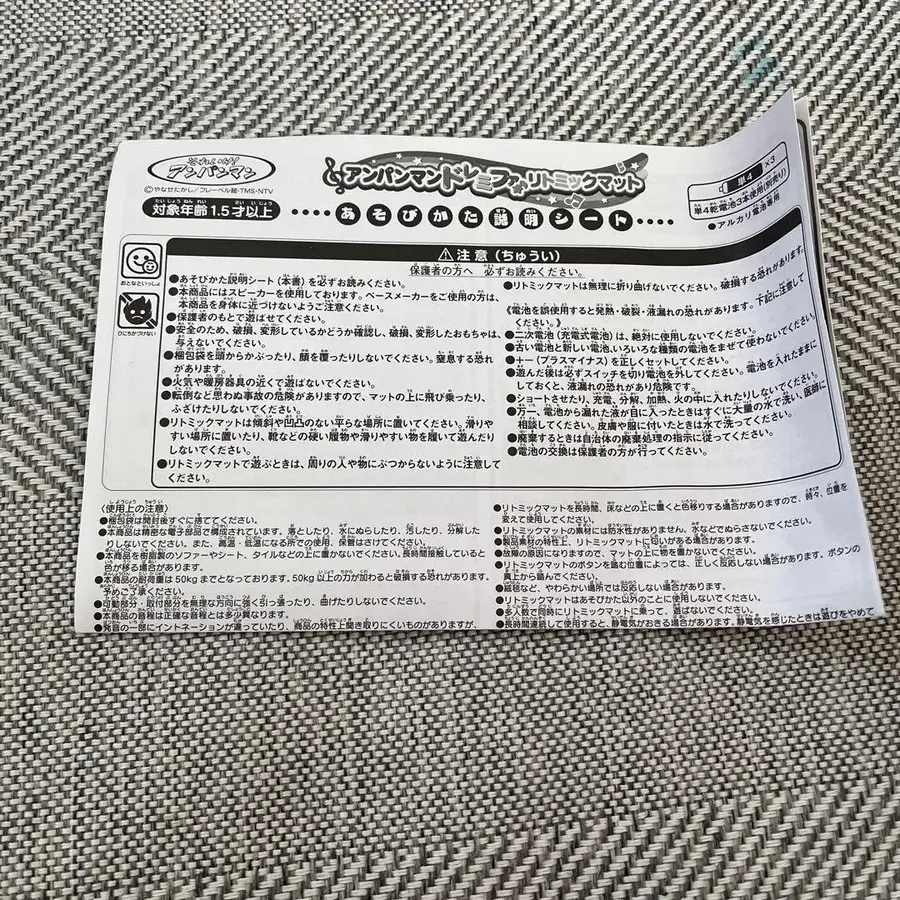 それいけ!
アンパンマン
©やなせたかし/フレーベル館・TMS・NTV
対象年齢1.5才以上
アンパンマンドレミファ♪リトミックマット
あそびかた説明シート
単4 ×3
単4乾電池3本使用(別売り)
●アルカリ電池専用
おとなといっしょ
ひにちかづけない
⚠注意(ちゅうい)
保護者の方へ 必ずお読みください。
●あそびかた説明シート(本書)を必ずお読みください。
●本商品にはスピーカーを使用しております。ペースメーカーをご使用の方は、
本商品を身体に近づけないようご注意ください。
●保護者のもとで遊ばせてください。
●安全のため、破損、変形しているかどうか確認し、破損、変形したおもちゃは、
与えないでください。
●梱包袋を頭からかぶったり、顔を覆ったりしないでください。窒息する恐れ
があります。
●火気や暖房器具の近くで遊ばないでください。
●転倒など思わぬ事故の危険がありますので、マットの上に飛び乗ったり、
ふざけたりしないでください。
●リトミックマットは傾斜や凹凸のない平らな場所に置いてください。滑りや
すい場所に置いたり、靴などの硬い履物や滑りやすい物を履いて遊んだり
しないでください。
●リトミックマットで遊ぶときは、周りの人や物にぶつからないように注意して
ください。
●リトミックマットは無理に折り曲げないでください。破損する恐れがあります。
《電池を誤使用すると発熱・破裂・液漏れの恐れがあります。下記に注意して
ください。》
●二次電池(充電式電池)は、絶対に使用しないでください。
●古い電池と新しい電池、いろいろな種類の電池をまぜて使わないでください。
●+−(プラスマイナス)を正しくセットしてください。
●遊んだ後は必ずスイッチを切り電池を外してください。電池を入れたままに
しておくと、液漏れの恐れがあり危険です。
●ショートさせたり、充電、分解、加熱、火の中に入れたりしないでください。
●万一、電池から漏れた液が目に入ったときはすぐに大量の水で洗い、医師に
相談してください。皮膚や服に付いたときは水で洗ってください。
●廃棄するときは自治体の廃棄処理の指示に従ってください。
●電池の交換は保護者の方が行ってください。
〈使用上の注意〉
●梱包袋は開封後すぐに捨ててください。
●本商品は精密な電子部品で構成されています。落としたり、水にぬらしたり、汚したり、分解した
りしないでください。また、高温・低温になる所での使用、保管はさけてください。
●本商品を樹脂製のソファーやシート、タイルなどの上に置かないでください。長時間接触していると
色が移る場合があります。
●本商品の耐荷重は50kgまでとなっております。50kg以上の力が加わると破損する恐れがあります。
予めご了承ください。
●可動部分・取付部分を無理な方向に強く引っ張ったり、曲げたりしないでください。
●本商品の音程は正確な音程とは多少異なります。
●発音の一部にイントネーションが違っていたり、商品の特性上聞き取りにくいものがありますが、
●リトミックマットを長時間、床などの上に置くと色移りする場合がありますので、時々、位置を
変えて使用してください。
●リトミックマットの素材には防水性がありません。水などでぬらさないでください。
●製品素材の特性上、リトミックマットに匂いがある場合があります。
●故障の原因になりますので、マットの上に物を置かないでください。
●リトミックマットのボタンを踏む位置によっては、正しく反応しない場合があります。ボタンの
真上から踏んでください。
●絨毯など、やわらかい場所では反応しない場合があります。
●リトミックマットはあそびかた以外のことに使用しないでください。
●多人数で同時にリトミックマットに乗って、遊ばないでください。
●長時間連続して使用すると、静電気がおきる場合があります。静電気を感じたときは遊びをやめて